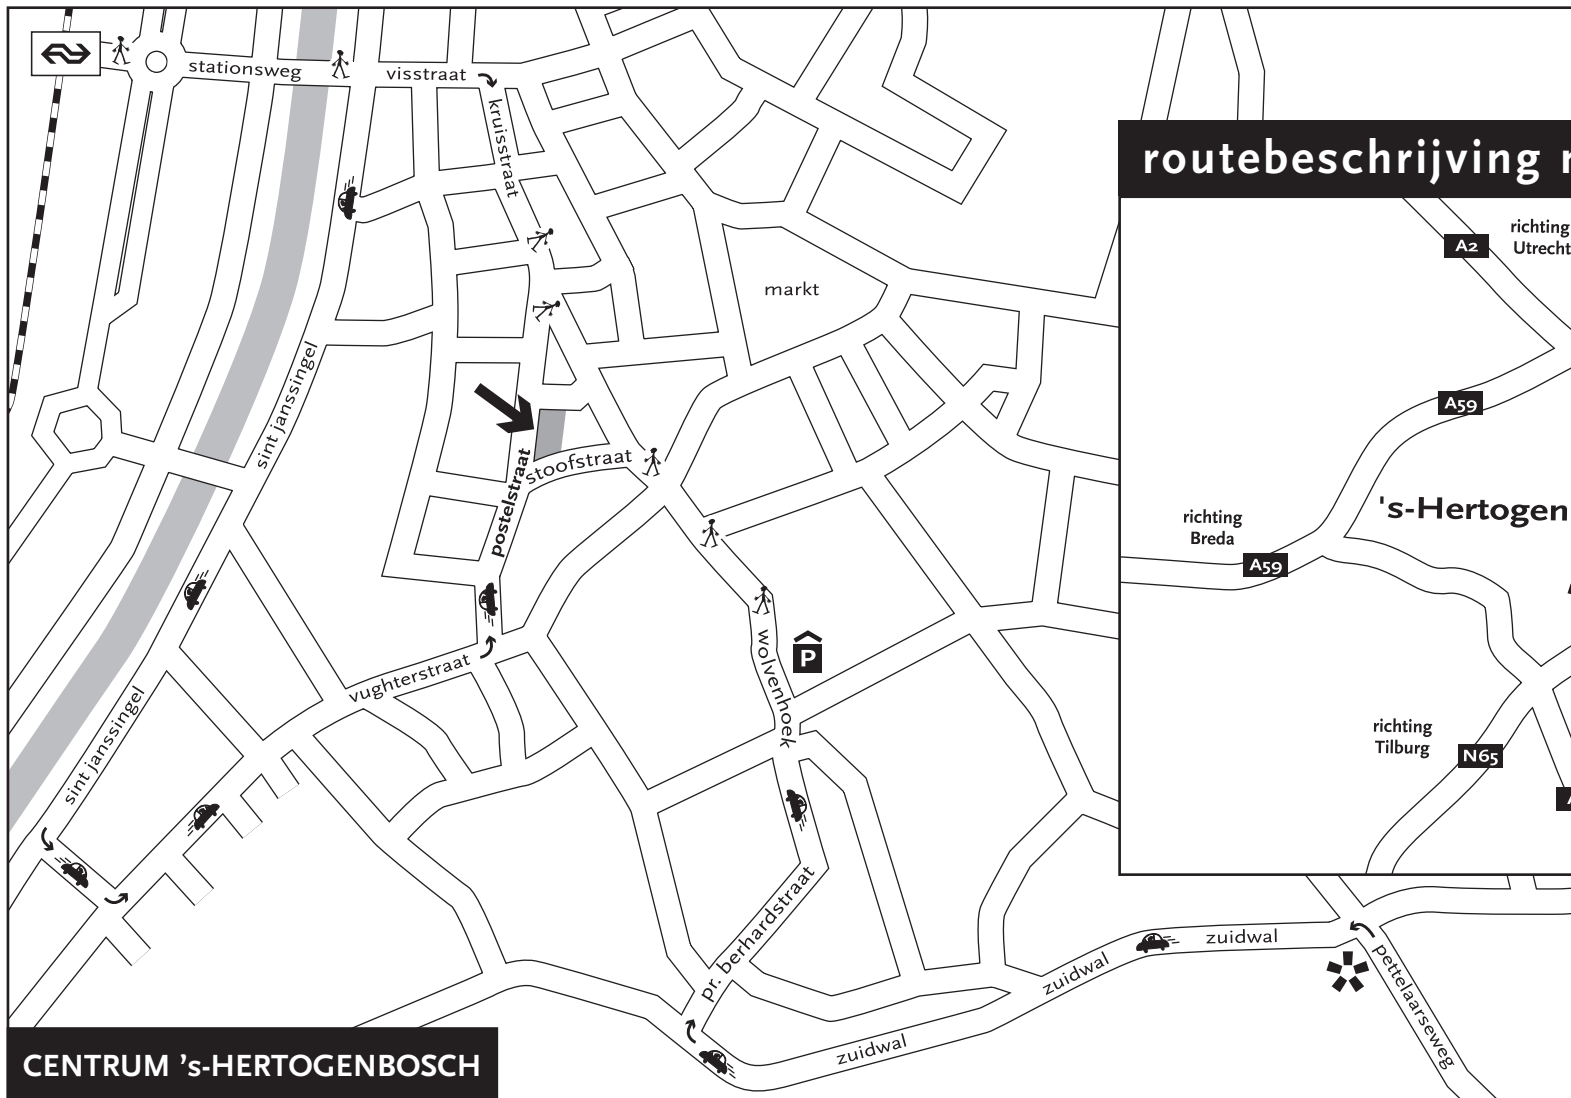 stationsweg
visstraat
kruisstraat
markt
sint janssingel
stoofstraat
postelstraat
vughterstraat
sint janssingel
wolvenhoek
P
pr. berhardstraat
zuidwal
zuidwal
zuidwal
pettelaarseweg
CENTRUM ’s-HERTOGENBOSCH
routebeschrijving r
richting
Utrecht
A2
A59
's-Hertogen
richting
Breda
A59
richting
Tilburg
N65